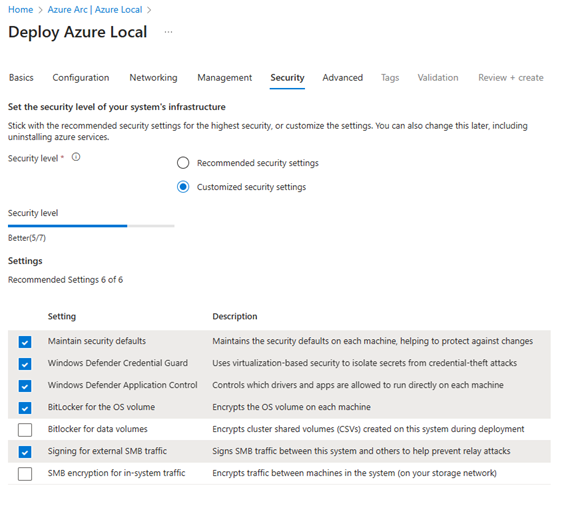 Home > Azure Arc | Azure Local >
Deploy Azure Local ...
Basics Configuration Networking Management Security Advanced Tags Validation Review + create
Set the security level of your system's infrastructure
Stick with the recommended security settings for the highest security, or customize the settings. You can also change this later, including
uninstalling azure services.
Security level *
Recommended security settings
Customized security settings
Security level
Better(5/7)
Settings
Recommended Settings 6 of 6
Setting Description
Maintain security defaults Maintains the security defaults on each machine, helping to protect against changes
Windows Defender Credential Guard Uses virtualization-based security to isolate secrets from credential-theft attacks
Windows Defender Application Control Controls which drivers and apps are allowed to run directly on each machine
BitLocker for the OS volume Encrypts the OS volume on each machine
Bitlocker for data volumes Encrypts cluster shared volumes (CSVs) created on this system during deployment
Signing for external SMB traffic Signs SMB traffic between this system and others to help prevent relay attacks
SMB encryption for in-system traffic Encrypts traffic between machines in the system (on your storage network)